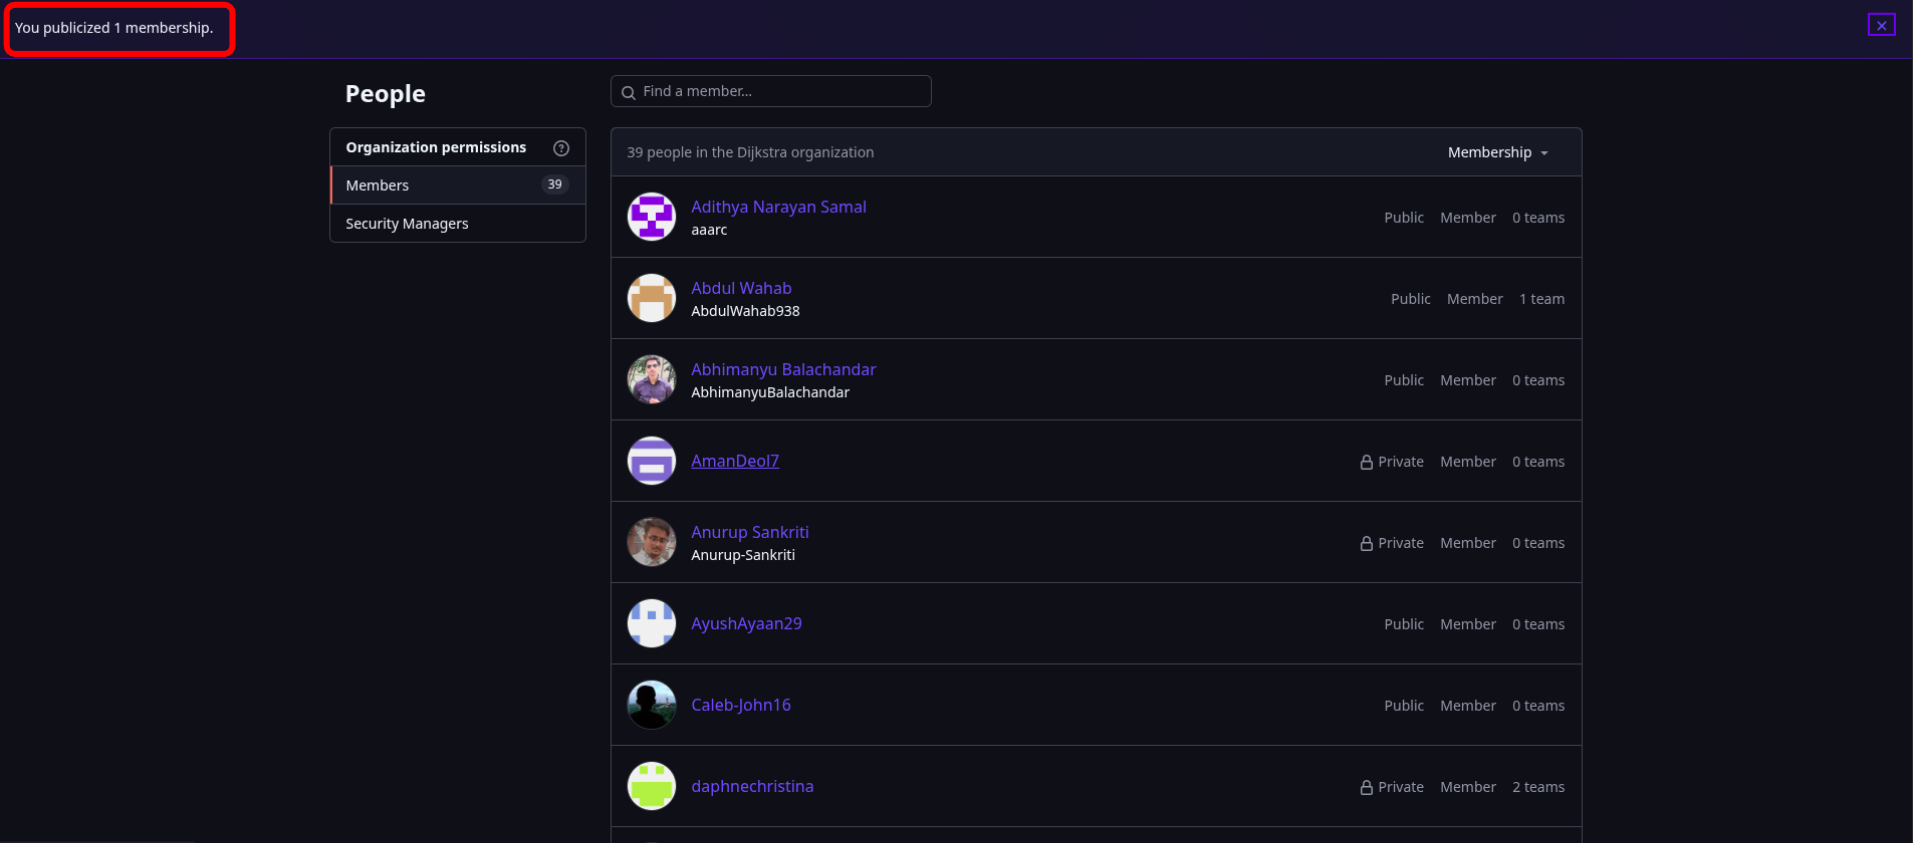 You publicized 1 membership.
People
Find a member...
Organization permissions
Members 39
Security Managers
39 people in the Dijkstra organization Membership
Adithya Narayan Samal
aaarc
Public Member 0 teams
Abdul Wahab
AbdulWahab938
Public Member 1 team
Abhimanyu Balachandar
AbhimanyuBalachandar
Public Member 0 teams
AmanDeol7
Private Member 0 teams
Anurup Sankriti
Anurup-Sankriti
Private Member 0 teams
AyushAyaan29
Public Member 0 teams
Caleb-John16
Public Member 0 teams
daphnechristina
Private Member 2 teams